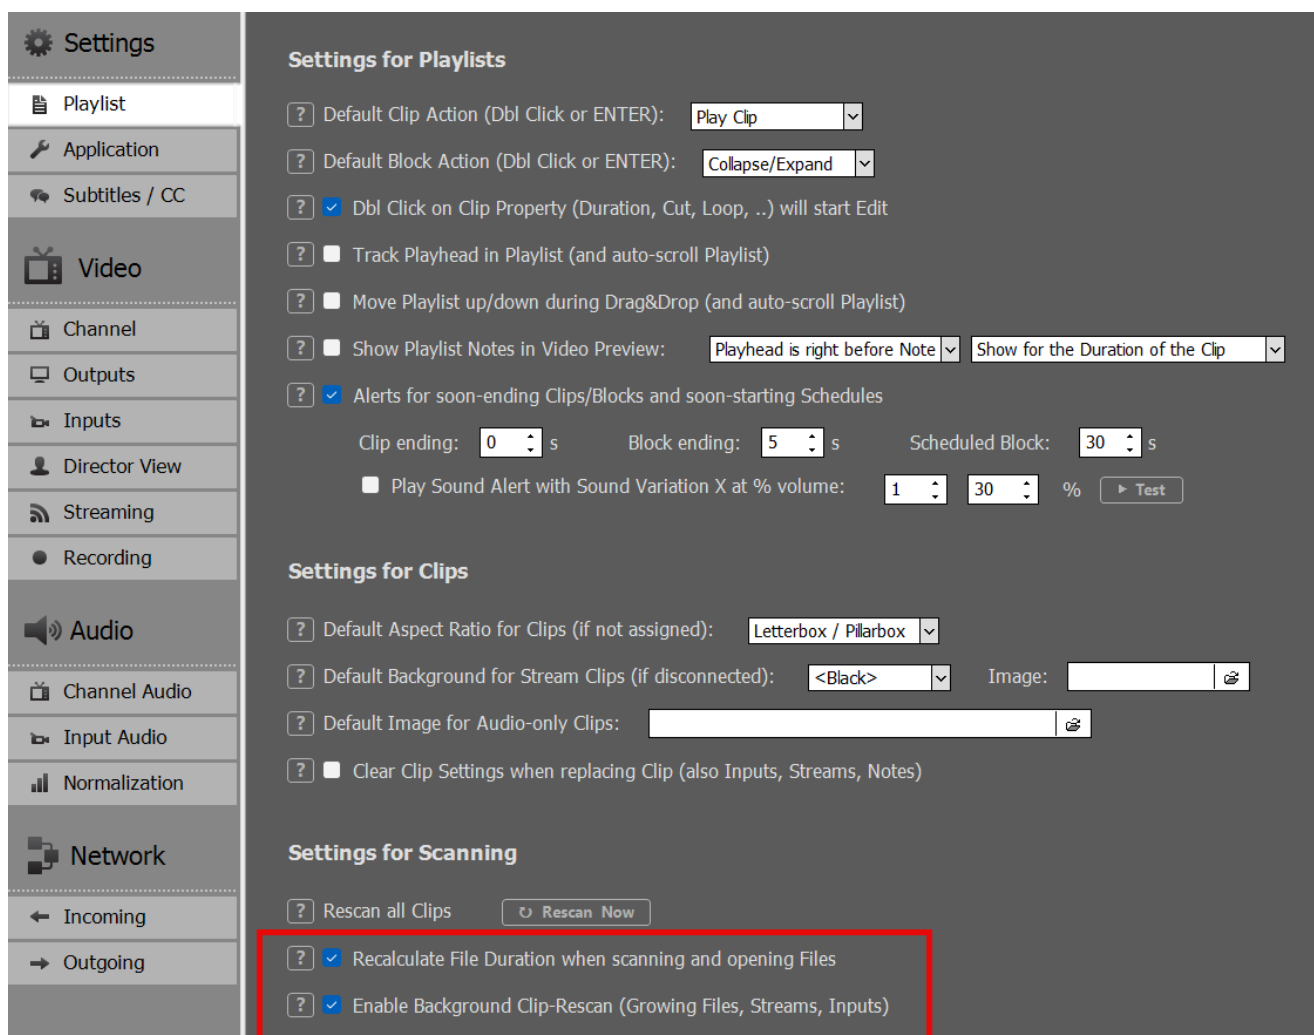 Settings
Playlist
Application
Subtitles / CC
Video
Channel
Outputs
Inputs
Director View
Streaming
Recording
Audio
Channel Audio
Input Audio
Normalization
Network
Incoming
Outgoing
Settings for Playlists
? Default Clip Action (Dbl Click or ENTER): Play Clip
? Default Block Action (Dbl Click or ENTER): Collapse/Expand
? Dbl Click on Clip Property (Duration, Cut, Loop, ..) will start Edit
? Track Playhead in Playlist (and auto-scroll Playlist)
? Move Playlist up/down during Drag&Drop (and auto-scroll Playlist)
? Show Playlist Notes in Video Preview: Playhead is right before Note Show for the Duration of the Clip
? Alerts for soon-ending Clips/Blocks and soon-starting Schedules
Clip ending: 0 s Block ending: 5 s Scheduled Block: 30 s
Play Sound Alert with Sound Variation X at % volume: 1 30 % Test
Settings for Clips
? Default Aspect Ratio for Clips (if not assigned): Letterbox / Pillarbox
? Default Background for Stream Clips (if disconnected): <Black> Image:
? Default Image for Audio-only Clips:
? Clear Clip Settings when replacing Clip (also Inputs, Streams, Notes)
Settings for Scanning
? Rescan all Clips Rescan Now
? Recalculate File Duration when scanning and opening Files
? Enable Background Clip-Rescan (Growing Files, Streams, Inputs)